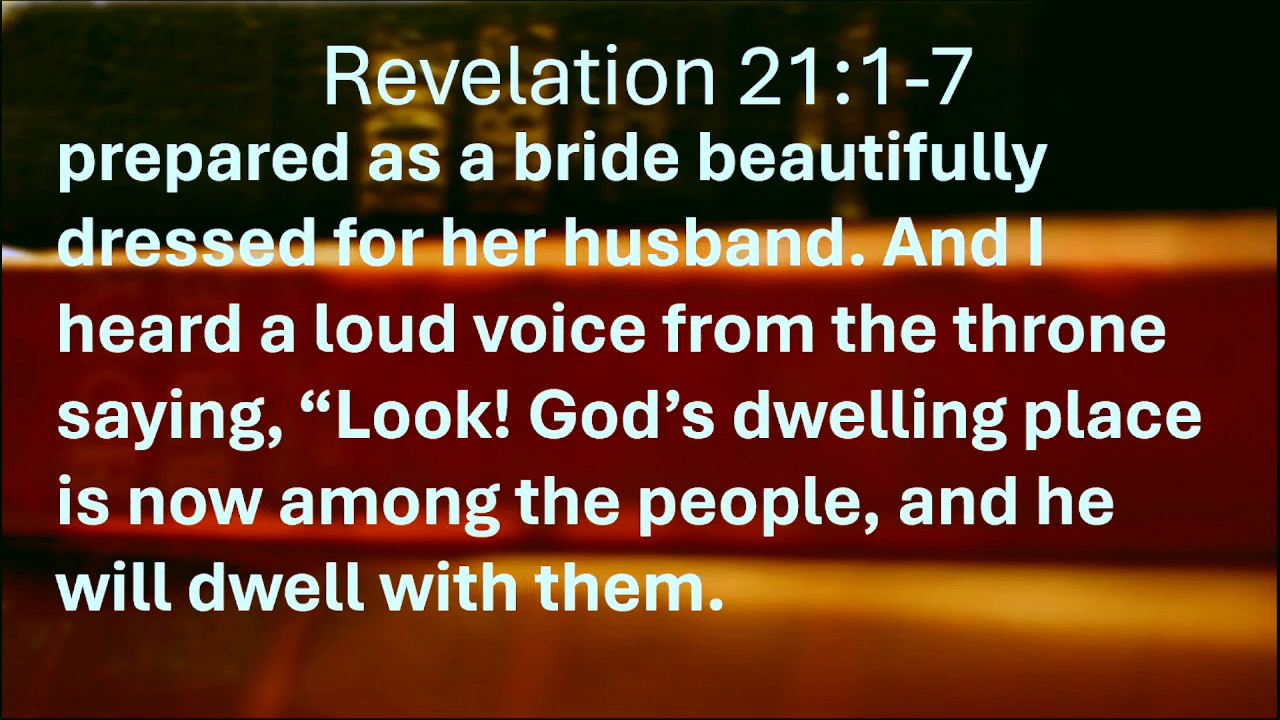 Revelation 21:1-7
prepared as a bride beautifully
dressed for her husband. And I
heard a loud voice from the throne
saying, “Look! God’s dwelling place
is now among the people, and he
will dwell with them.